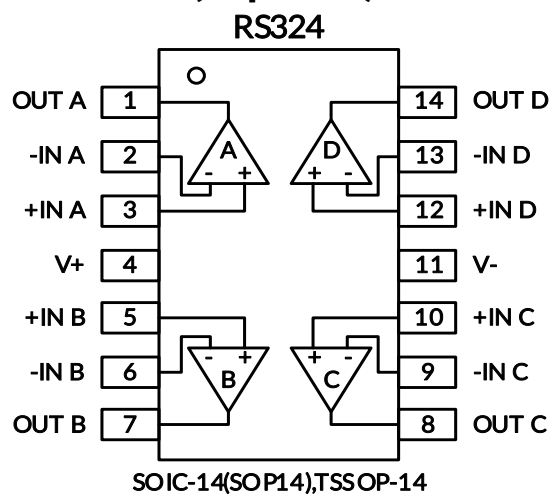 RS324
OUT A 1 14 OUT D
-IN A 2 A D 13 -IN D
- + + -
+IN A 3 12 +IN D
V+ 4 11 V-
+IN B 5 10 +IN C
- + + -
-IN B 6 B C 9 -IN C
OUT B 7 8 OUT C
SOIC-14(SOP14),TSSOP-14